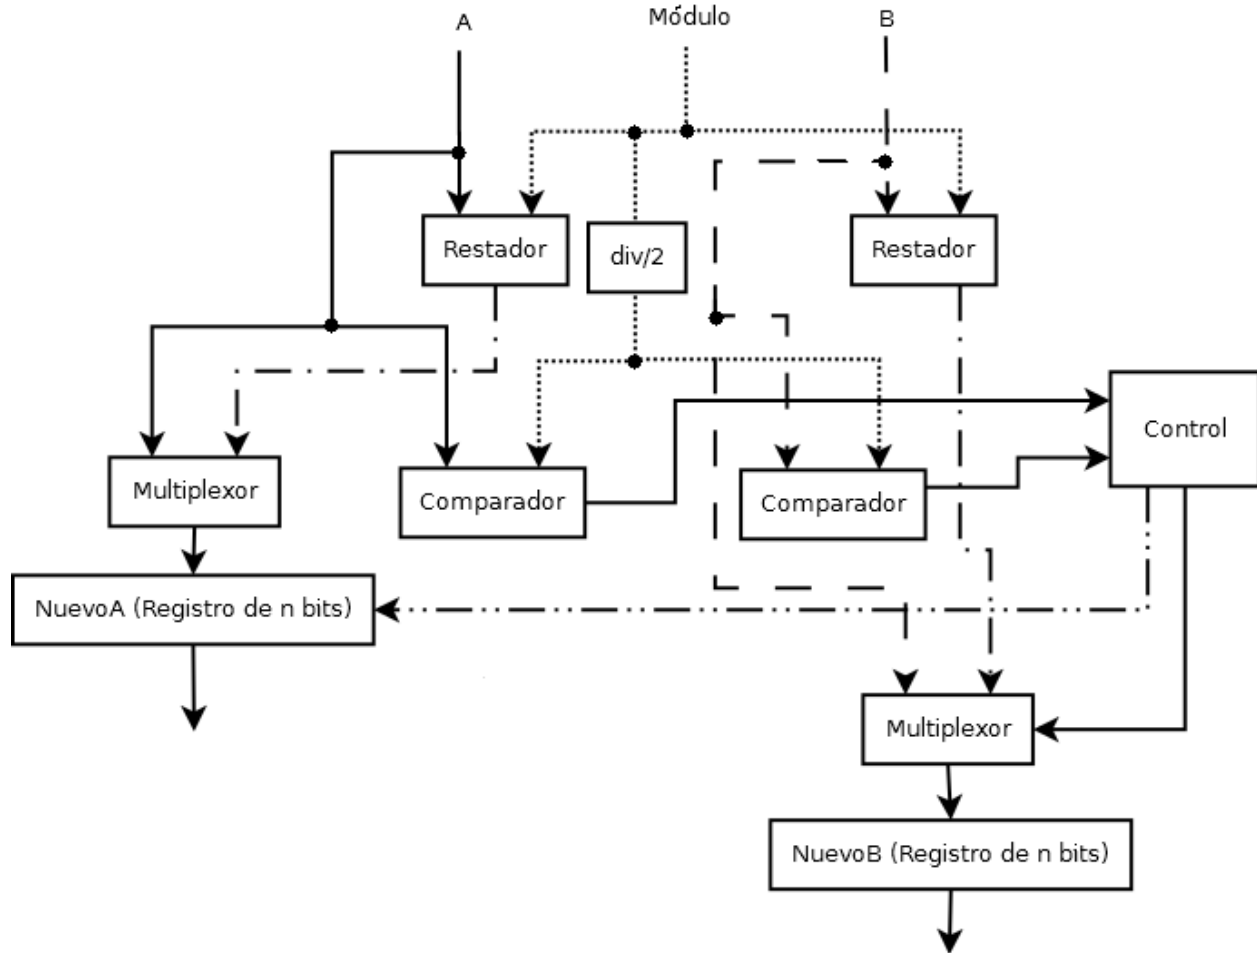 A
Módulo
B
Restador
div/2
Restador
Control
Multiplexor
Comparador
Comparador
NuevoA (Registro de n bits)
Multiplexor
NuevoB (Registro de n bits)